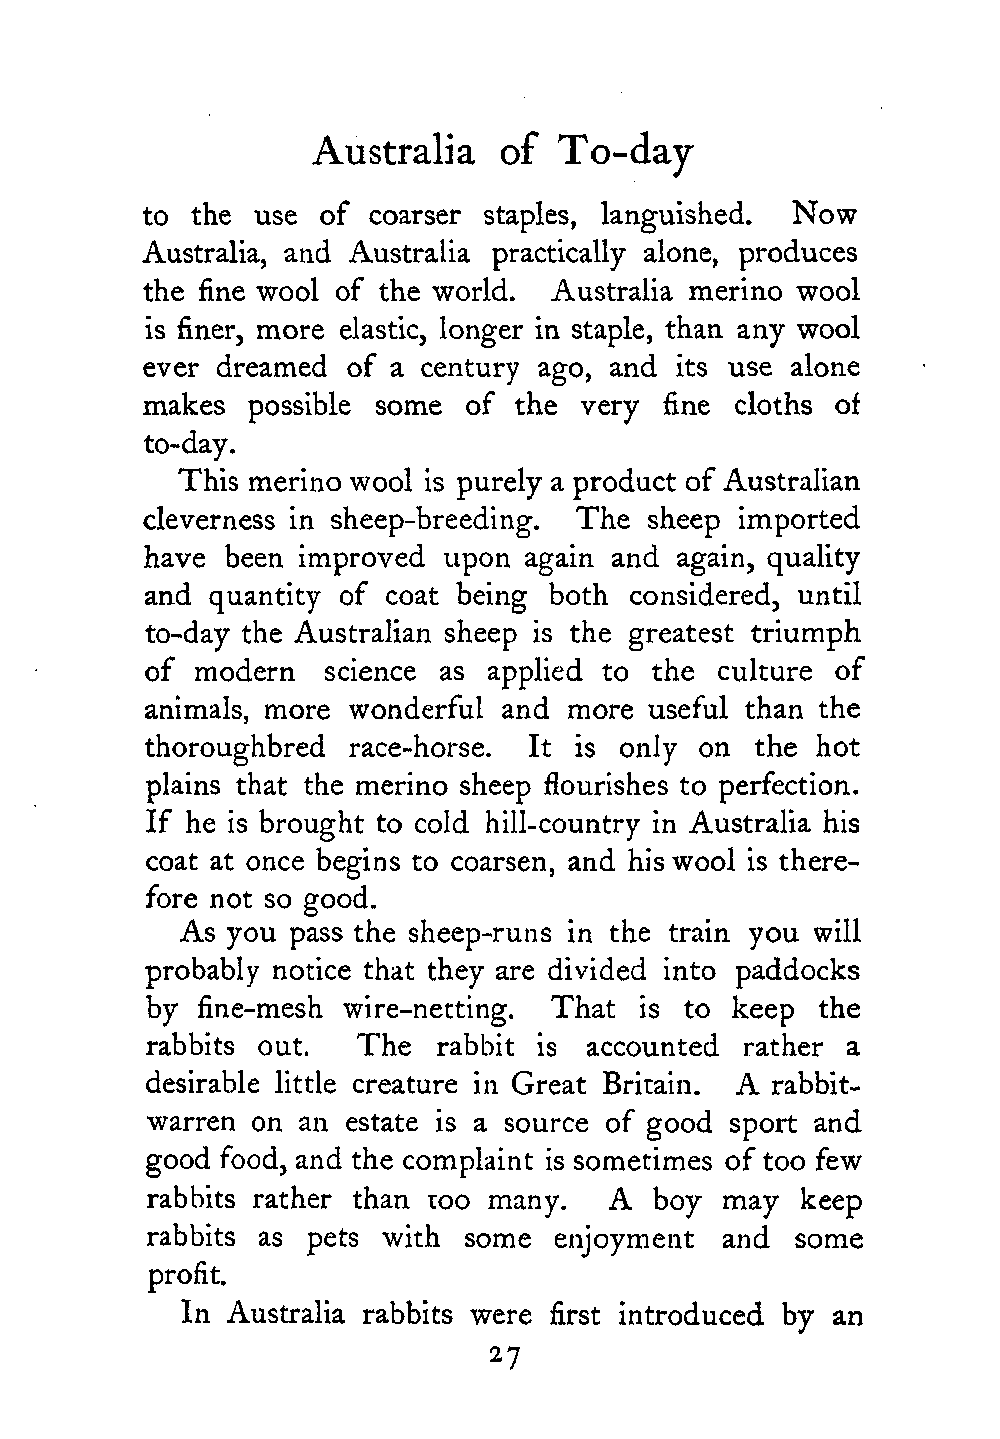 Australia of To-day
to the use of coarser staples, languished. Now
Australia, and Australia practically alone, produces
the fine wool of the world. Australia merino wool
is finer, more elastic, longer in staple, than any wool
ever dreamed of a century ago, and its use alone
makes possible some of the very fine cloths of
to-day.
This merino wool is purely a product of Australian
cleverness in sheep-breeding. The sheep imported
have been improved upon again and again, quality
and quantity of coat being both considered, until
to-day the Australian sheep is the greatest triumph
of modern science as applied to the culture of
animals, more wonderful and more useful than the
thoroughbred race-horse. It is only on the hot
plains that the merino sheep flourishes to perfection.
If he is brought to cold hill-country in Australia his
coat at once begins to coarsen, and his wool is there-
fore not so good.
As you pass the sheep-runs in the train you will
probably notice that they are divided into paddocks
by fine-mesh wire-netting. That is to keep the
rabbits out. The rabbit is accounted rather a
desirable little creature in Great Britain. A rabbit-
warren on an estate is a source of good sport and
good food, and the complaint is sometimes of too few
rabbits rather than too many. A boy may keep
rabbits as pets with some enjoyment and some
profit.
In Australia rabbits were first introduced by an
27